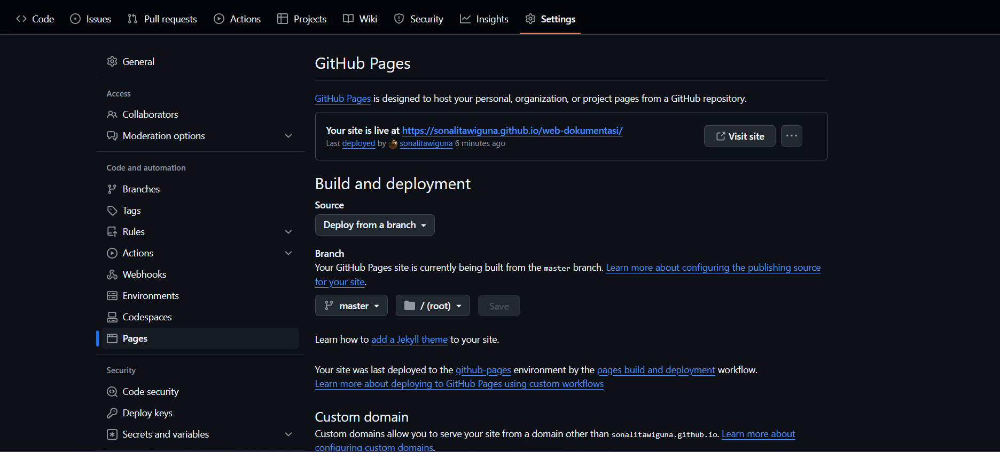 Code Issues Pull requests Actions Projects Wiki Security Insights Settings
General
Access
Collaborators
Moderation options
Code and automation
Branches
Tags
Rules
Actions
Webhooks
Environments
Codespaces
Pages
Security
Code security
Deploy keys
Secrets and variables
GitHub Pages
GitHub Pages is designed to host your personal, organization, or project pages from a GitHub repository.
Your site is live at https://sonalitawiguna.github.io/web-dokumentasi/
Last deployed by sonalitawiguna 6 minutes ago
Visit site
Build and deployment
Source
Deploy from a branch
Branch
Your GitHub Pages site is currently being built from the master branch. Learn more about configuring the publishing source
for your site.
master / (root) Save
Learn how to add a Jekyll theme to your site.
Your site was last deployed to the github-pages environment by the pages build and deployment workflow.
Learn more about deploying to GitHub Pages using custom workflows
Custom domain
Custom domains allow you to serve your site from a domain other than sonalitawiguna.github.io. Learn more about
configuring custom domains.